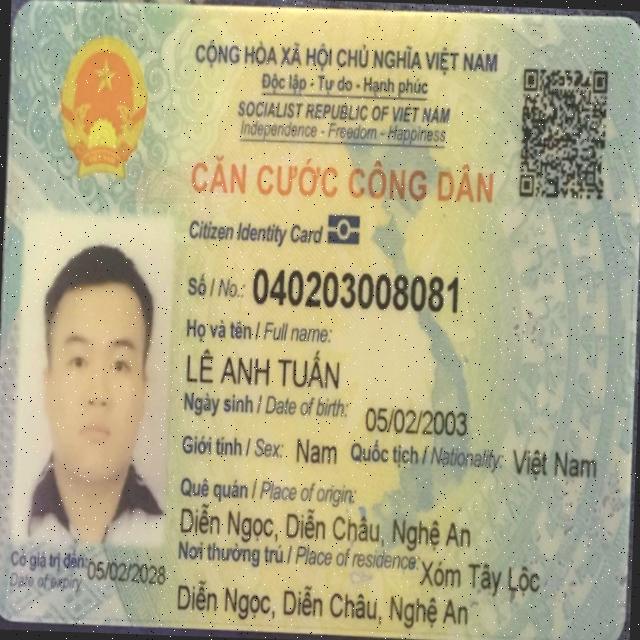 CỘNG HÒA XÃ HỘI CHỦ NGHĨA VIỆT NAM
Độc lập - Tự do - Hạnh phúc
SOCIALIST REPUBLIC OF VIET NAM
Independence - Freedom - Happiness
CĂN CƯỚC CÔNG DÂN
Citizen Identity Card
Số / No.: 040203008081
Họ và tên / Full name:
LÊ ANH TUẤN
Ngày sinh / Date of birth: 05/02/2003
Giới tính / Sex: Nam Quốc tịch / Nationality: Việt Nam
Quê quán / Place of origin:
Diễn Ngọc, Diễn Châu, Nghệ An
Nơi thường trú / Place of residence: Xóm Tây Lộc
Diễn Ngọc, Diễn Châu, Nghệ An
Có giá trị đến: 05/02/2028
Date of expiry